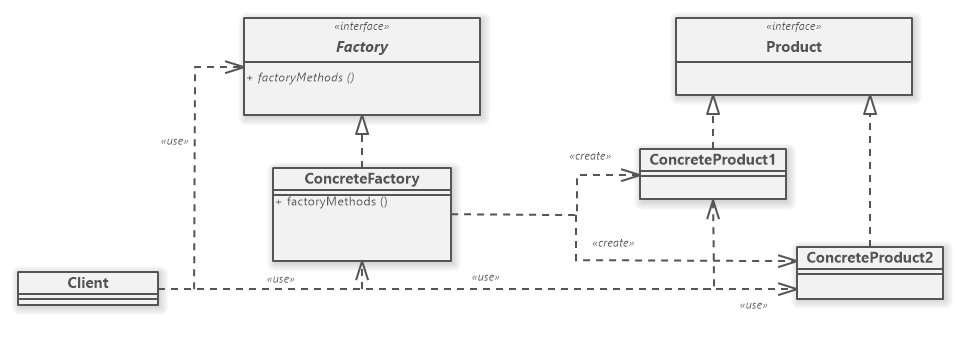 «interface»
Factory
+ factoryMethods ()
«interface»
Product
«use»
«create»
ConcreteProduct1
ConcreteFactory
+ factoryMethods ()
«create»
ConcreteProduct2
Client
«use»
«use»
«use»